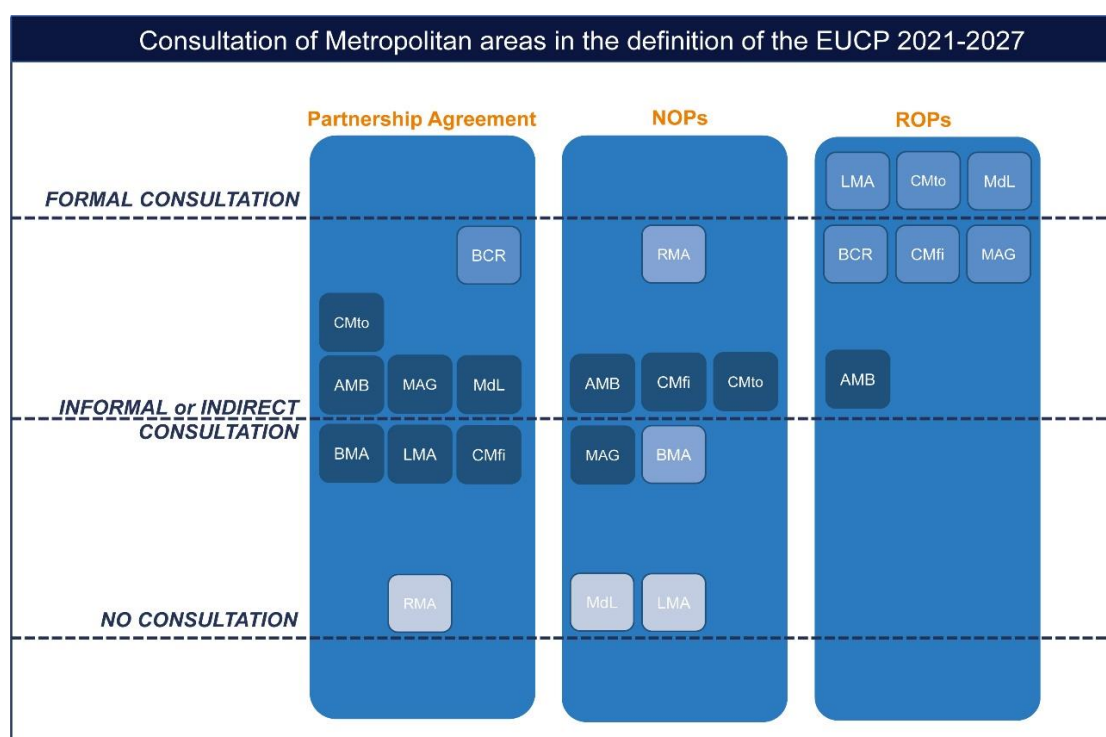 Consultation of Metropolitan areas in the definition of the EUCP 2021-2027
Partnership Agreement
NOPs
ROPs
LMA
CMto
MdL
FORMAL CONSULTATION
BCR
RMA
BCR
CMfi
MAG
CMto
AMB
MAG
MdL
AMB
CMfi
CMto
AMB
INFORMAL or INDIRECT
CONSULTATION
BMA
LMA
CMfi
MAG
BMA
RMA
MdL
LMA
NO CONSULTATION